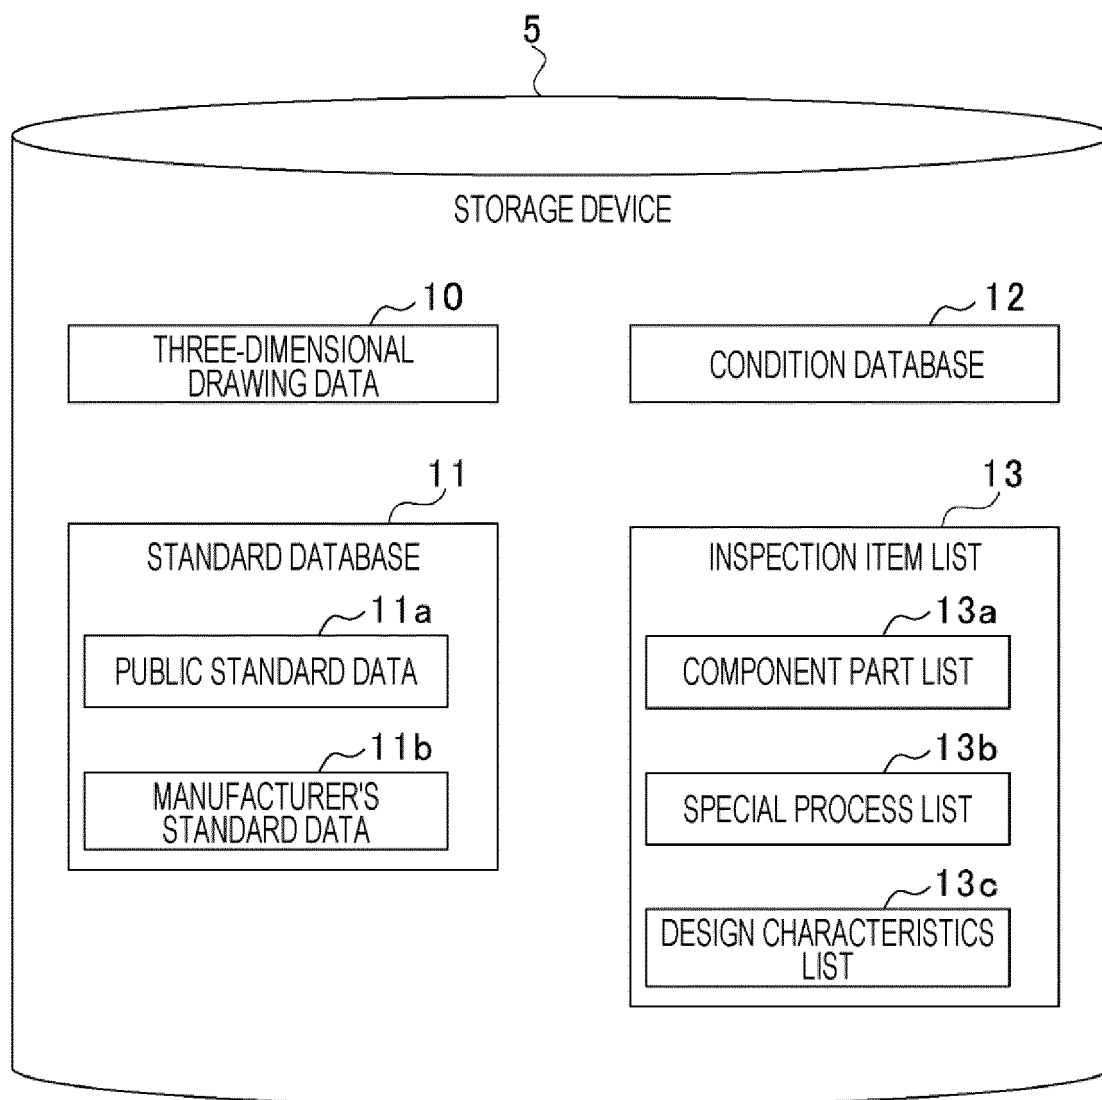 5
STORAGE DEVICE
10
THREE-DIMENSIONAL
DRAWING DATA
12
CONDITION DATABASE
11
STANDARD DATABASE
11a
PUBLIC STANDARD DATA
11b
MANUFACTURER'S
STANDARD DATA
13
INSPECTION ITEM LIST
13a
COMPONENT PART LIST
13b
SPECIAL PROCESS LIST
13c
DESIGN CHARACTERISTICS
LIST